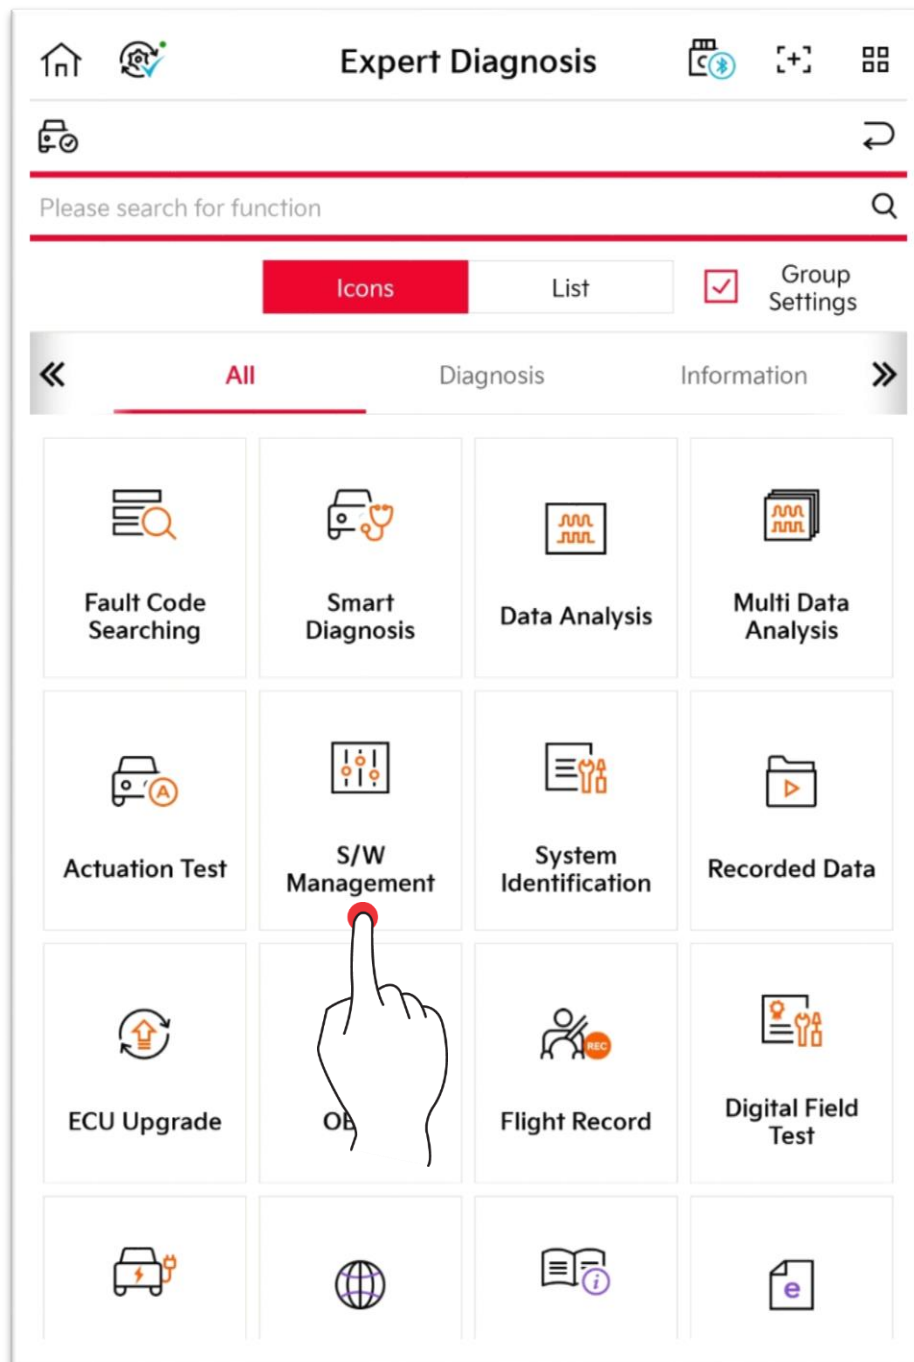 Expert Diagnosis
Please search for function
Icons
List
Group
Settings
All
Diagnosis
Information
Fault Code
Searching
Smart
Diagnosis
Data Analysis
Multi Data
Analysis
Actuation Test
S/W
Management
System
Identification
Recorded Data
ECU Upgrade
Flight Record
REC
Digital Field
Test